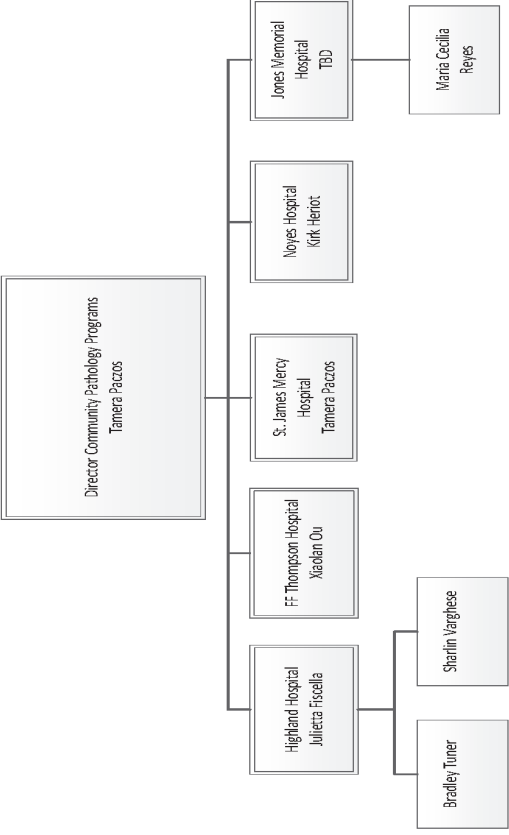 Director Community Pathology Programs
Tamera Paczos
Highland Hospital
Julietta Fiscella
FF Thompson Hospital
Xiaolan Ou
St. James Mercy
Hospital
Tamera Paczos
Noyes Hospital
Kirk Heriot
Jones Memorial
Hospital
TBD
Bradley Tuner
Sharlin Varghese
Maria Cecilia
Reyes